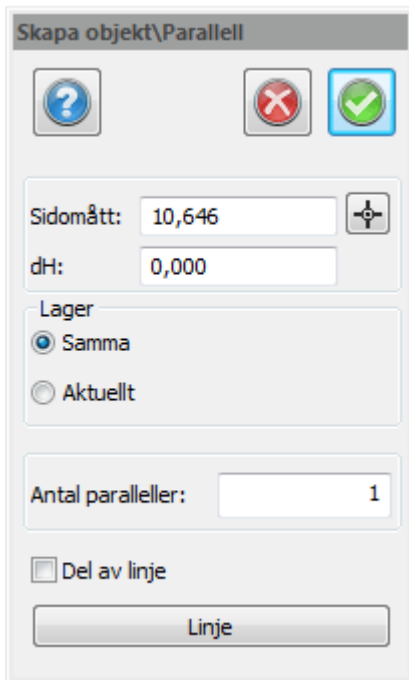 Skapa objekt\Parallell
?
Sidomått: 10,646
dH: 0,000
Lager
Samma
Aktuellt
Antal paralleller: 1
Del av linje
Linje